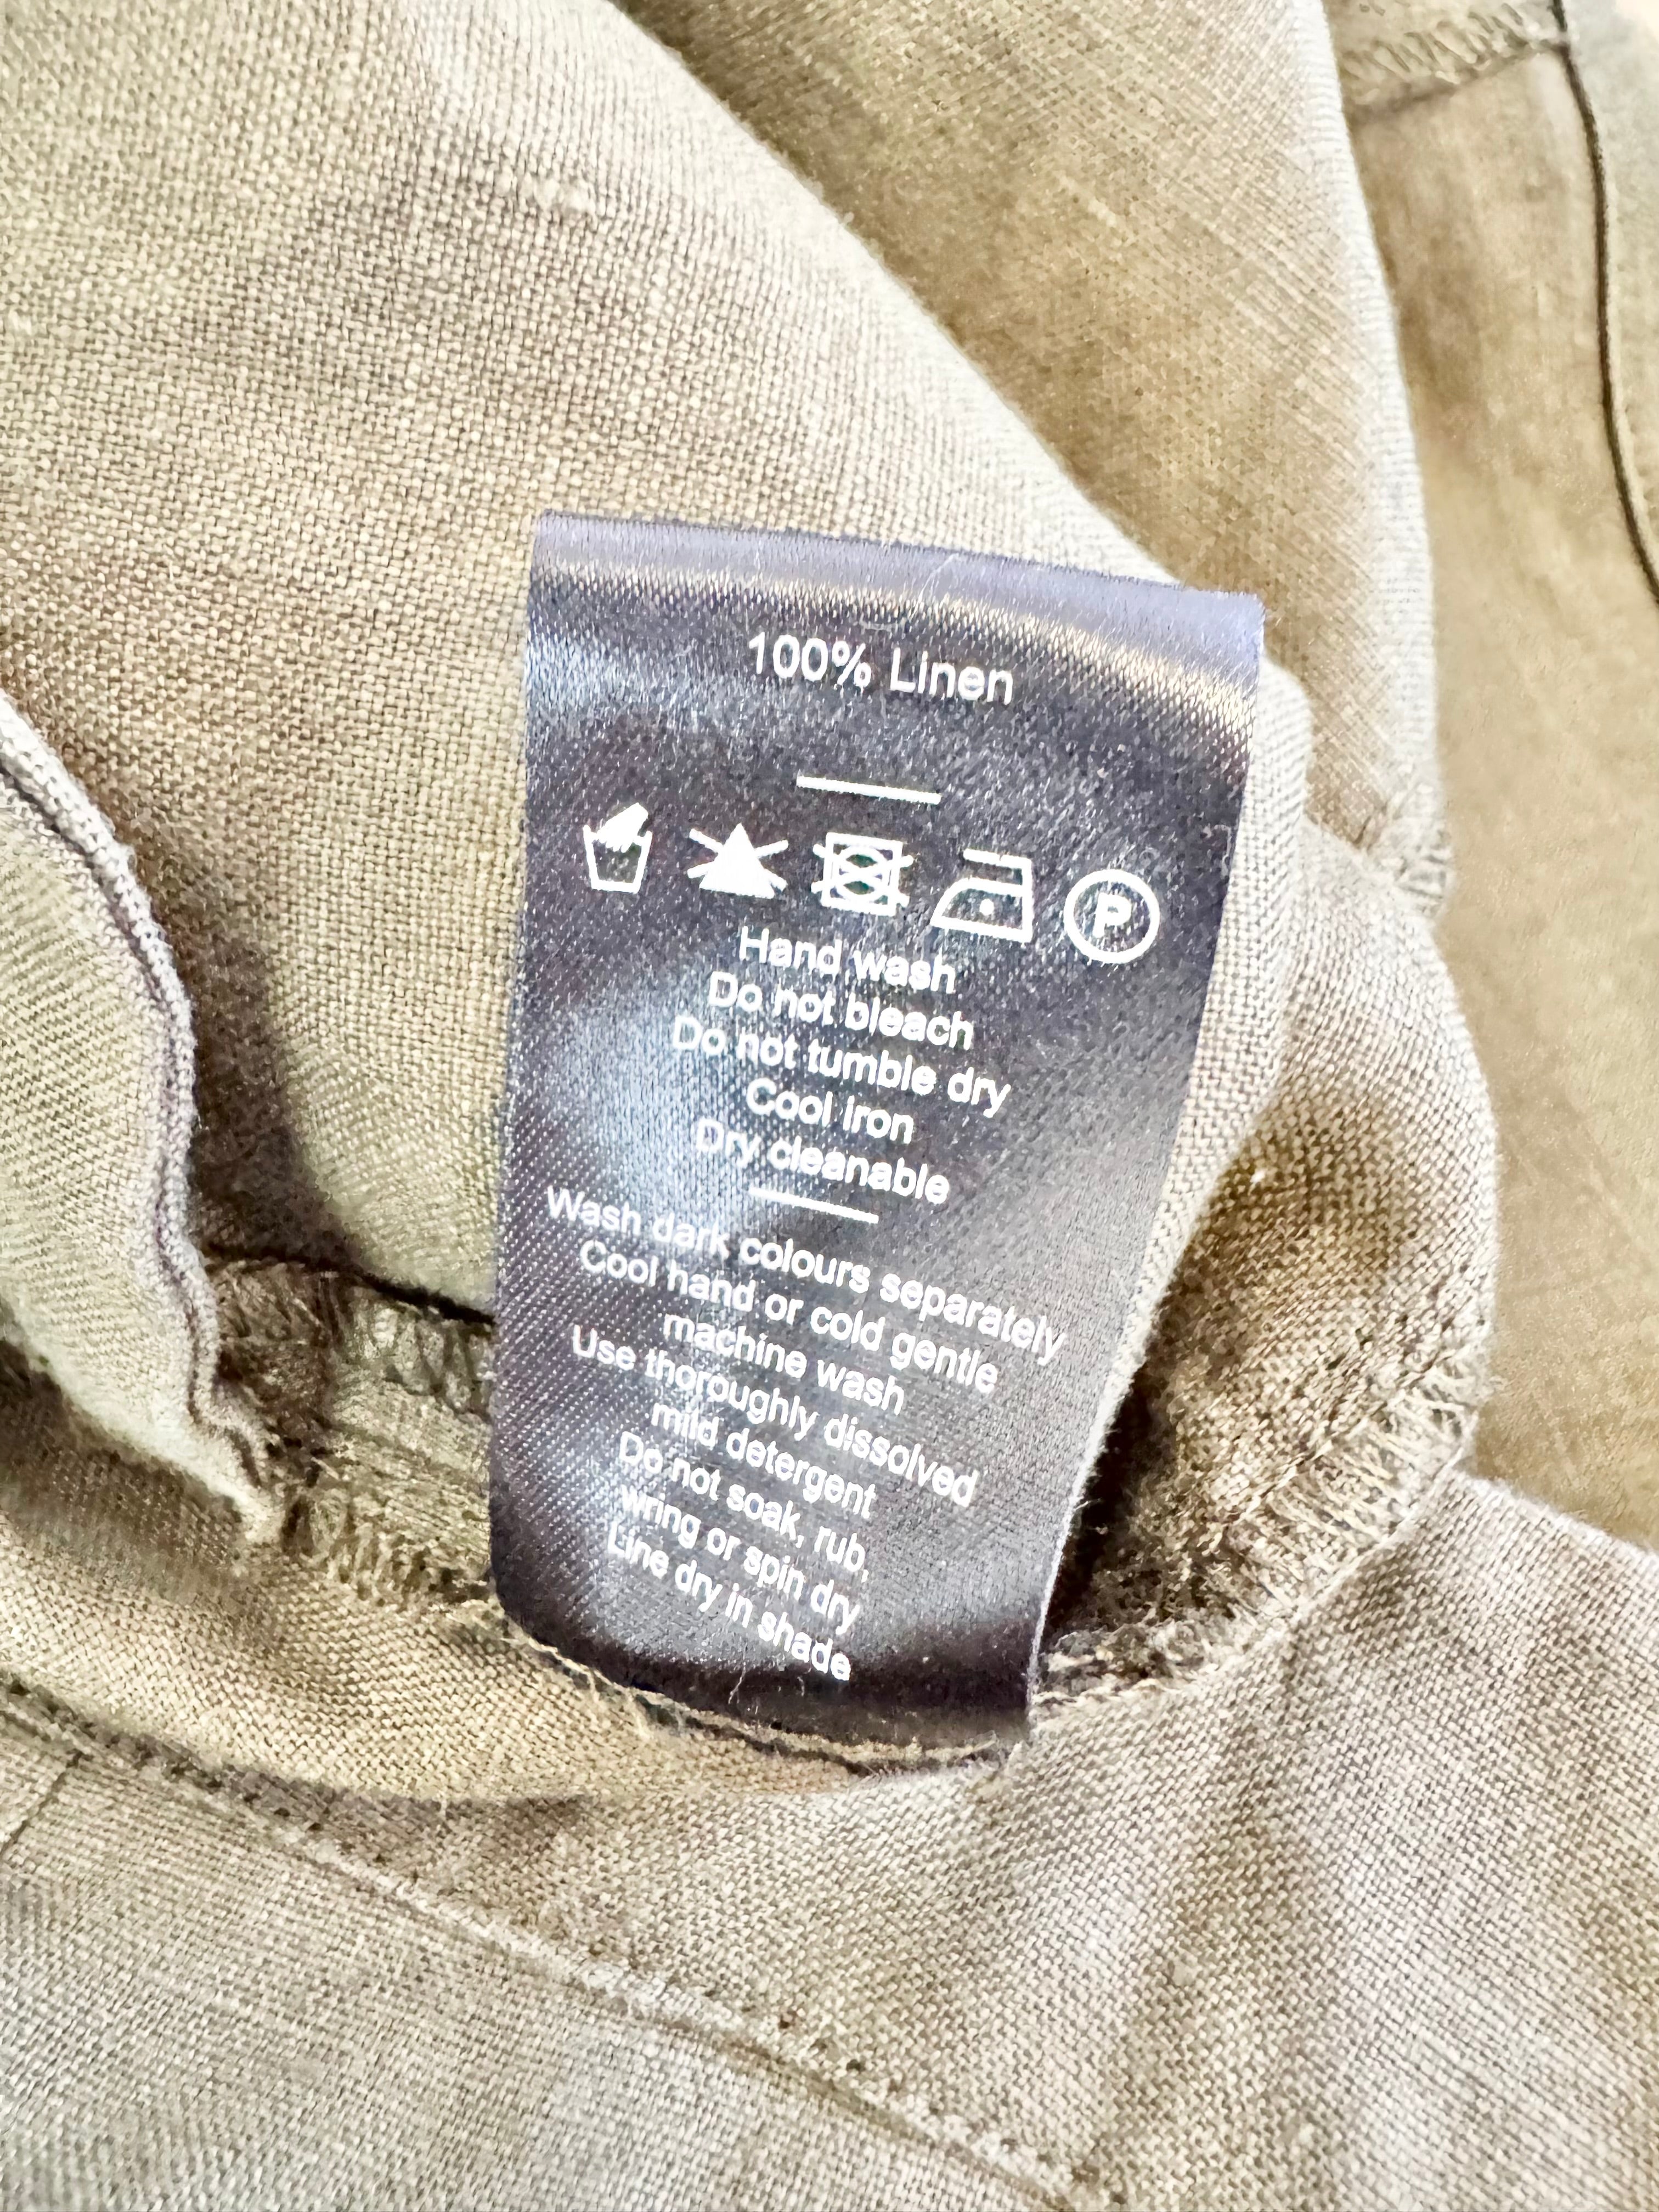 100% Linen
P
Hand wash
Do not bleach
Do not tumble dry
Cool iron
Dry cleanable
Wash dark colours separately
Cool hand or cold gentle
machine wash
Use thoroughly dissolved
mild detergent
Do not soak, rub,
wring or spin dry
Line dry in shade